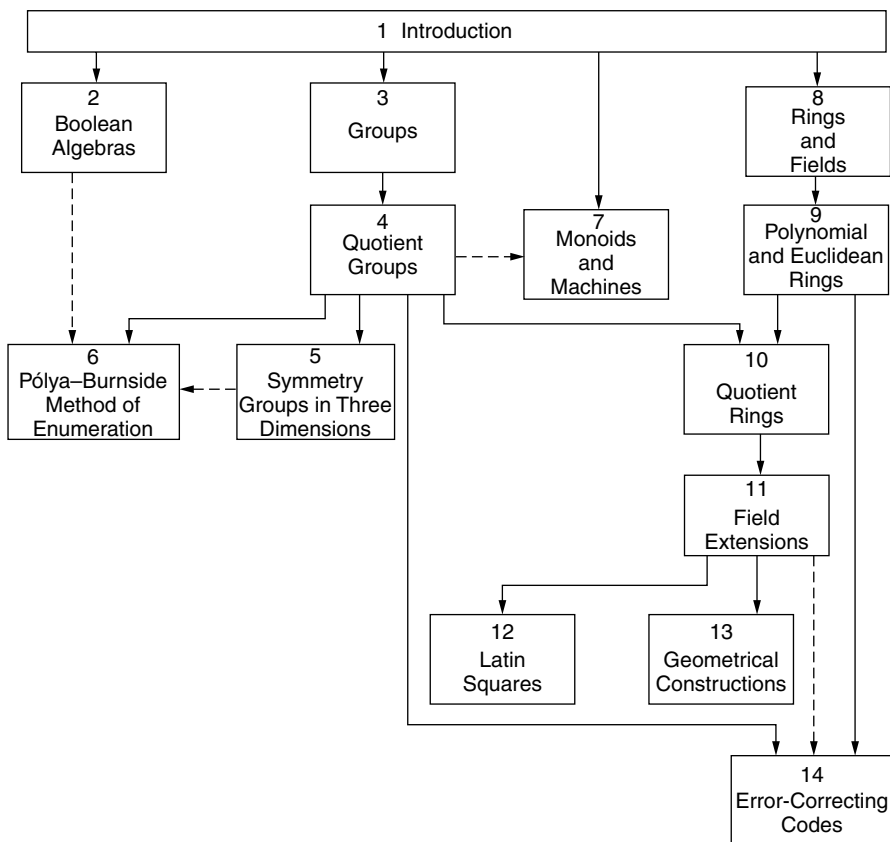 1 Introduction
2
Boolean
Algebras
3
Groups
8
Rings
and
Fields
4
Quotient
Groups
7
Monoids
and
Machines
9
Polynomial
and Euclidean
Rings
6
Pólya–Burnside
Method of
Enumeration
5
Symmetry
Groups in Three
Dimensions
10
Quotient
Rings
11
Field
Extensions
12
Latin
Squares
13
Geometrical
Constructions
14
Error-Correcting
Codes